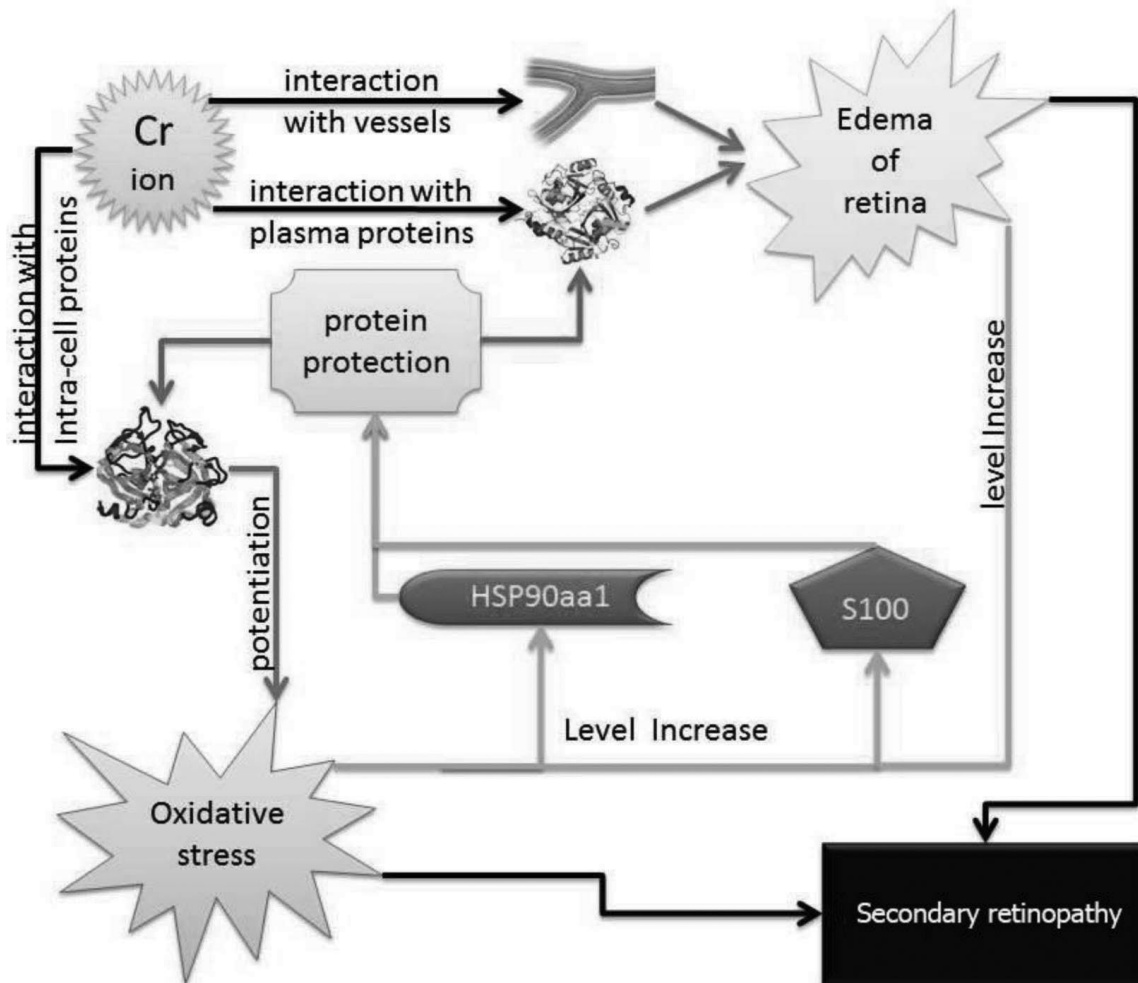 Cr
ion
interaction
with vessels
interaction with
plasma proteins
Edema
of
retina
interaction with
Intra-cell proteins
protein
protection
level Increase
potentiation
HSP90aa1
S100
Level Increase
Oxidative
stress
Secondary retinopathy